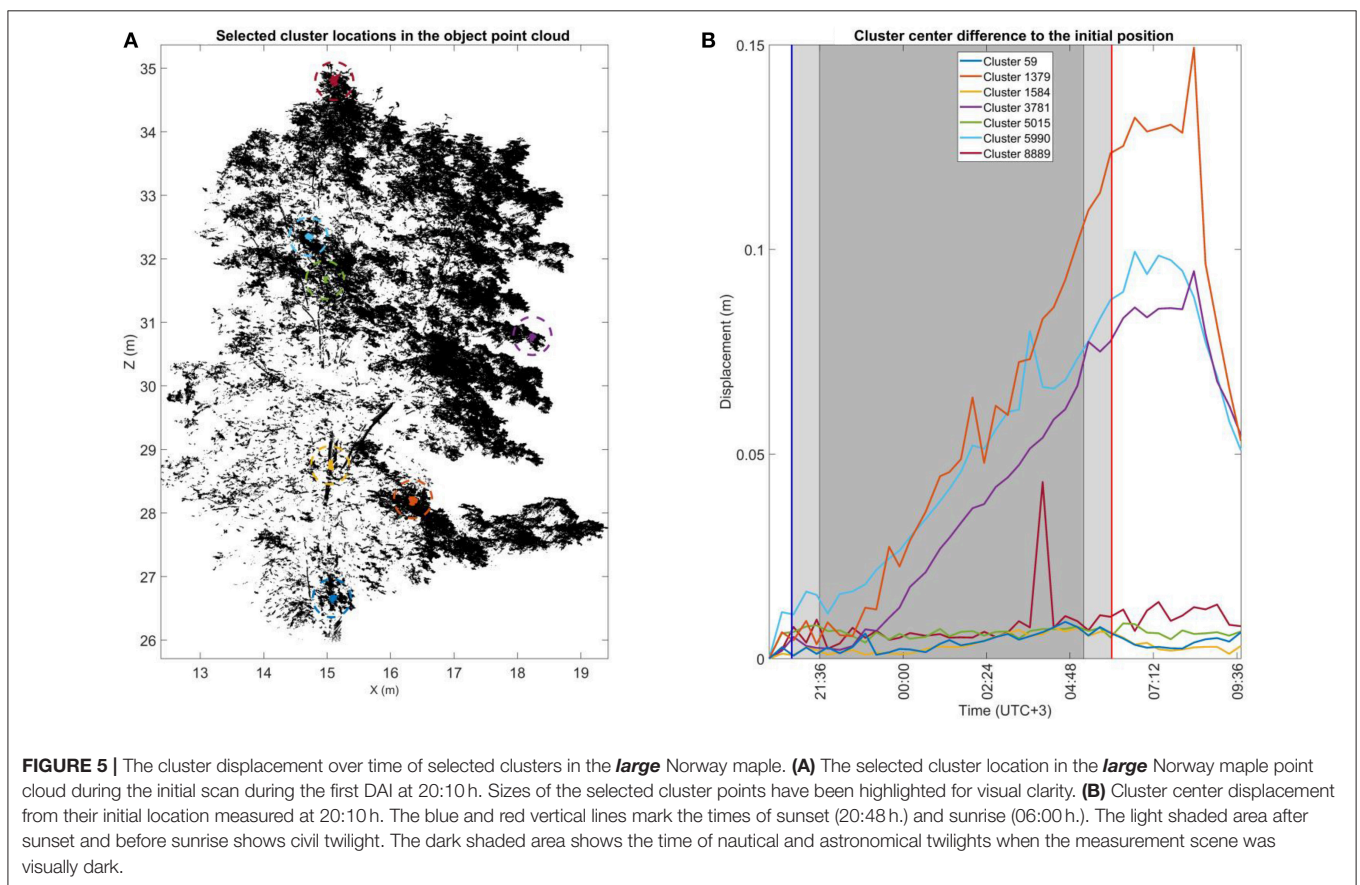 A
Selected cluster locations in the object point cloud
35
34
33
32
31
30
29
28
27
26
Z (m)
13
14
15
16
17
18
19
X (m)
B
Cluster center difference to the initial position
0.15
0.1
0.05
0
Displacement (m)
Cluster 59
Cluster 1379
Cluster 1584
Cluster 3781
Cluster 5015
Cluster 5990
Cluster 8889
21:36
00:00
02:24
04:48
07:12
09:36
Time (UTC+3)
FIGURE 5 | The cluster displacement over time of selected clusters in the large Norway maple. (A) The selected cluster location in the large Norway maple point
cloud during the initial scan during the first DAI at 20:10 h. Sizes of the selected cluster points have been highlighted for visual clarity. (B) Cluster center displacement
from their initial location measured at 20:10 h. The blue and red vertical lines mark the times of sunset (20:48 h.) and sunrise (06:00 h.). The light shaded area after
sunset and before sunrise shows civil twilight. The dark shaded area shows the time of nautical and astronomical twilights when the measurement scene was
visually dark.